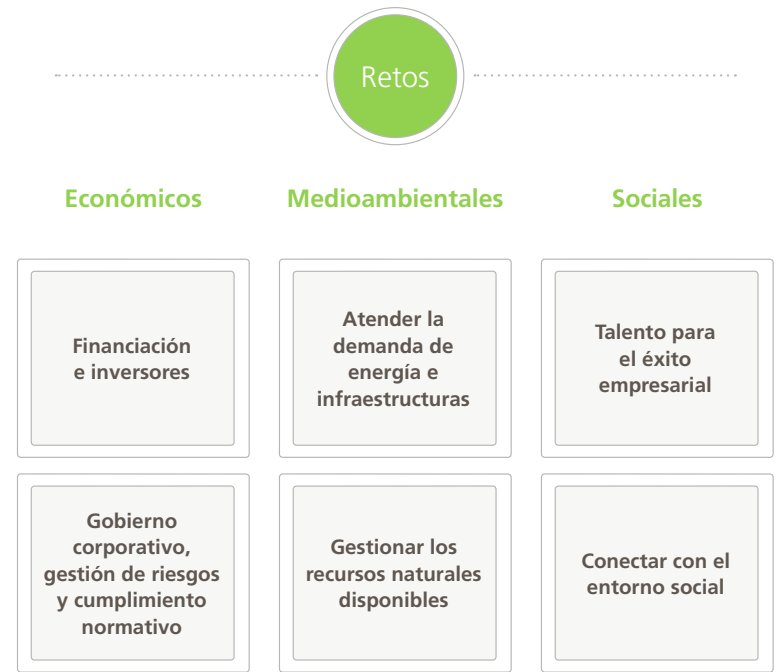 Retos
Económicos
Medioambientales
Sociales
Financiación
e inversores
Atender la
demanda de
energía e
infraestructuras
Talento para
el éxito
empresarial
Gobierno
corporativo,
gestión de riesgos
y cumplimiento
normativo
Gestionar los
recursos naturales
disponibles
Conectar con el
entorno social